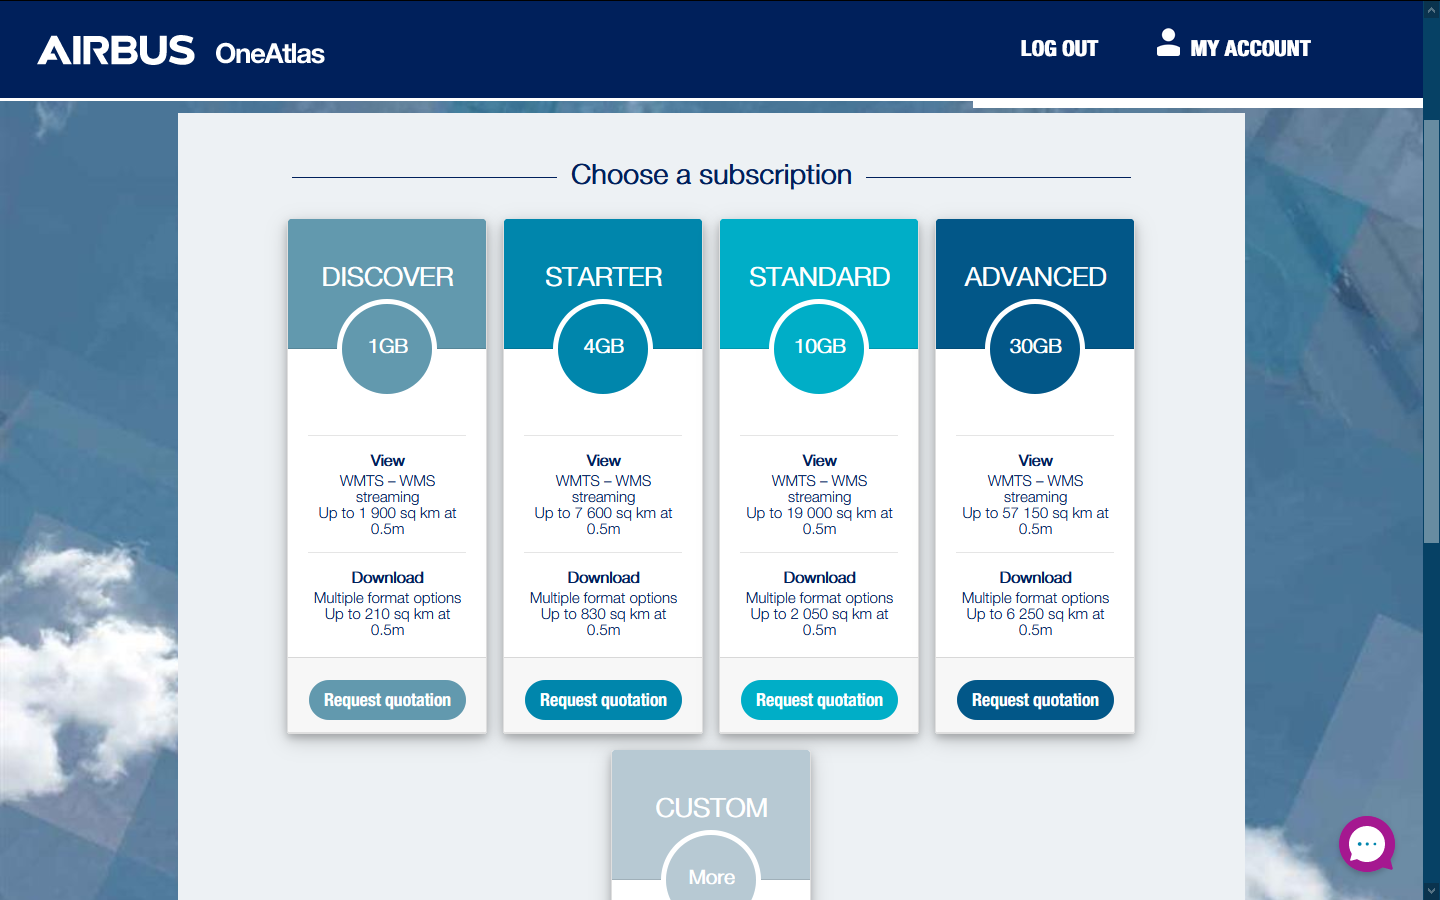 AIRBUS OneAtlas
LOG OUT
MY ACCOUNT
Choose a subscription
DISCOVER
1GB
View
WMTS – WMS
streaming
Up to 1 900 sq km at
0.5m
Download
Multiple format options
Up to 210 sq km at
0.5m
Request quotation
STARTER
4GB
View
WMTS – WMS
streaming
Up to 7 600 sq km at
0.5m
Download
Multiple format options
Up to 830 sq km at
0.5m
Request quotation
STANDARD
10GB
View
WMTS – WMS
streaming
Up to 19 000 sq km at
0.5m
Download
Multiple format options
Up to 2 050 sq km at
0.5m
Request quotation
ADVANCED
30GB
View
WMTS – WMS
streaming
Up to 57 150 sq km at
0.5m
Download
Multiple format options
Up to 6 250 sq km at
0.5m
Request quotation
CUSTOM
More